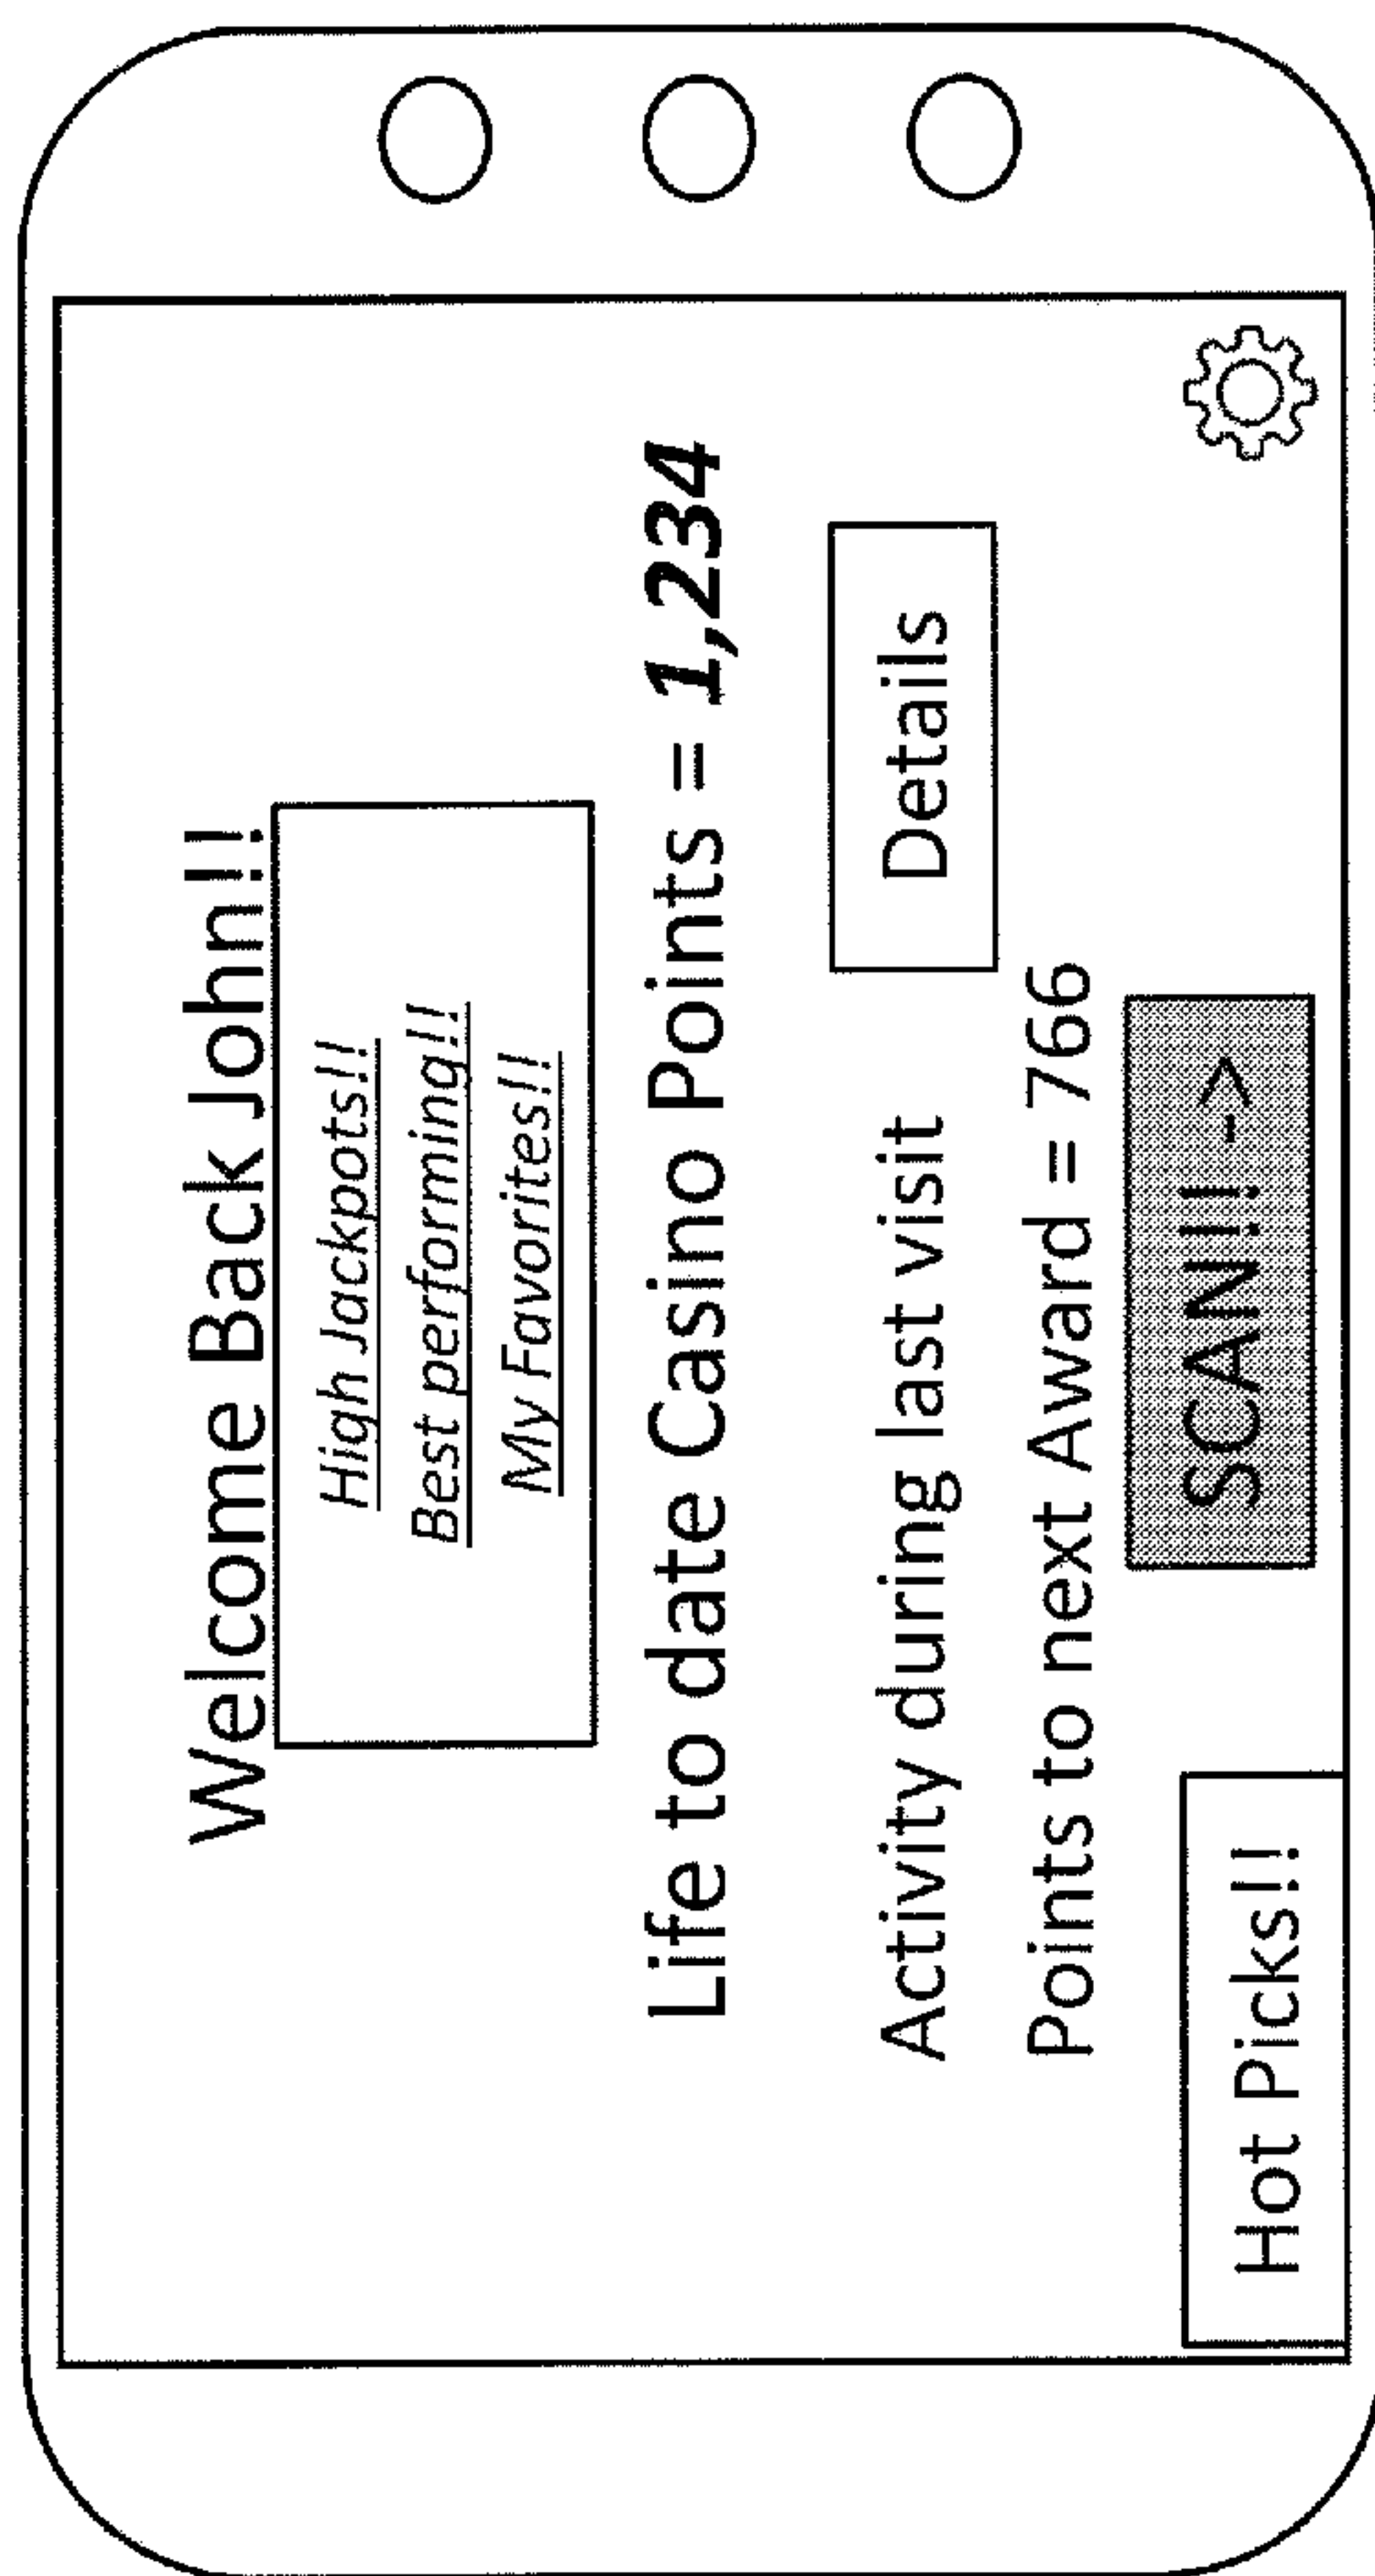 Welcome Back John!!
High Jackpots!!
Best performing!!
My Favorites!!
Life to date Casino Points = 1,234
Activity during last visit
Details
Points to next Award = 766
SCAN!!! ->
Hot Picks!!